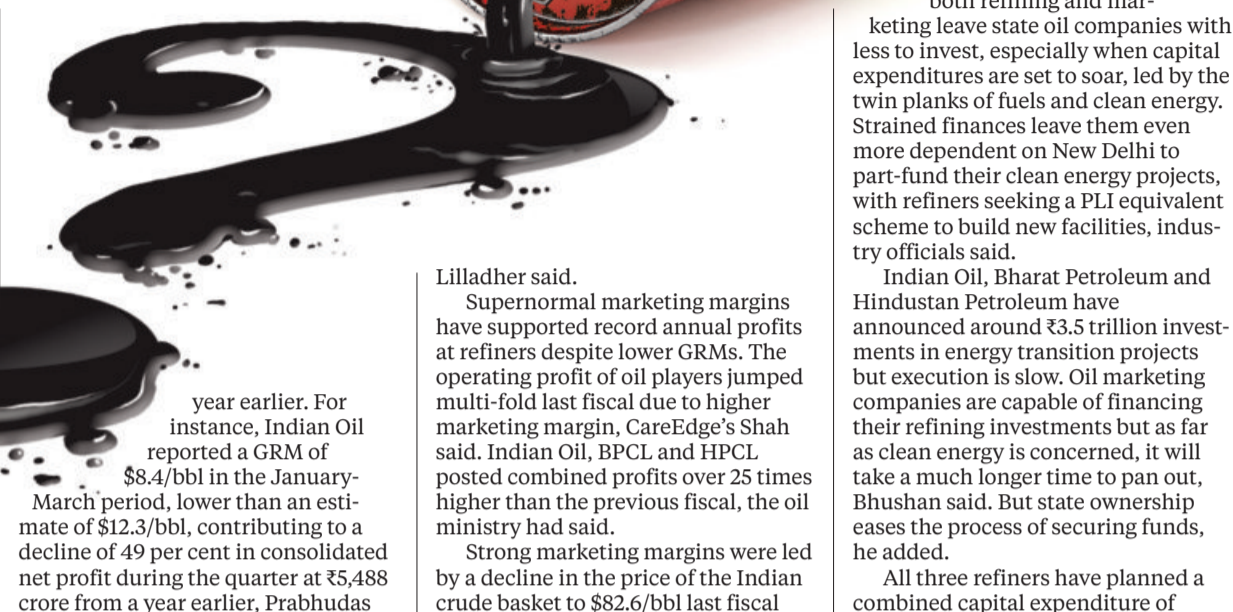 year earlier. For
instance, Indian Oil
reported a GRM of
$8.4/bbl in the January-
March period, lower than an esti-
mate of $12.3/bbl, contributing to a
decline of 49 per cent in consolidated
net profit during the quarter at ₹5,488
crore from a year earlier, Prabhudas
Lilladher said.
Supernormal marketing margins
have supported record annual profits
at refiners despite lower GRMs. The
operating profit of oil players jumped
multi-fold last fiscal due to higher
marketing margin, CareEdge’s Shah
said. Indian Oil, BPCL and HPCL
posted combined profits over 25 times
higher than the previous fiscal, the oil
ministry had said.
Strong marketing margins were led
by a decline in the price of the Indian
crude basket to $82.6/bbl last fiscal
both refining and mar-
keting leave state oil companies with
less to invest, especially when capital
expenditures are set to soar, led by the
twin planks of fuels and clean energy.
Strained finances leave them even
more dependent on New Delhi to
part-fund their clean energy projects,
with refiners seeking a PLI equivalent
scheme to build new facilities, indus-
try officials said.
Indian Oil, Bharat Petroleum and
Hindustan Petroleum have
announced around ₹3.5 trillion invest-
ments in energy transition projects
but execution is slow. Oil marketing
companies are capable of financing
their refining investments but as far
as clean energy is concerned, it will
take a much longer time to pan out,
Bhushan said. But state ownership
eases the process of securing funds,
he added.
All three refiners have planned a
combined capital expenditure of